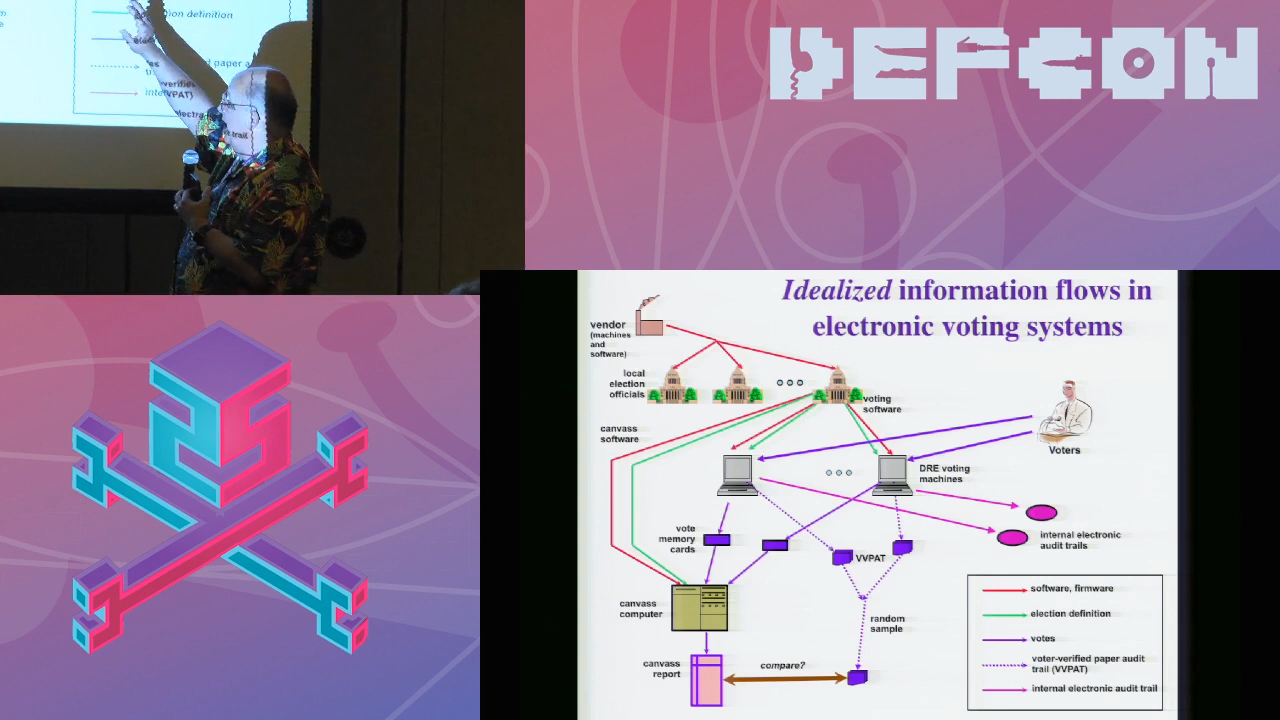 ion definition
DEFCON
Idealized information flows in
electronic voting systems
vendor
(machines
and
software)
local
election
officials
voting
software
canvass
software
Voters
DRE voting
machines
vote
memory
cards
internal electronic
audit trails
VVPAT
canvass
computer
random
sample
canvass
report
compare?
software, firmware
election definition
votes
voter-verified paper audit
trail (VVPAT)
internal electronic audit trail